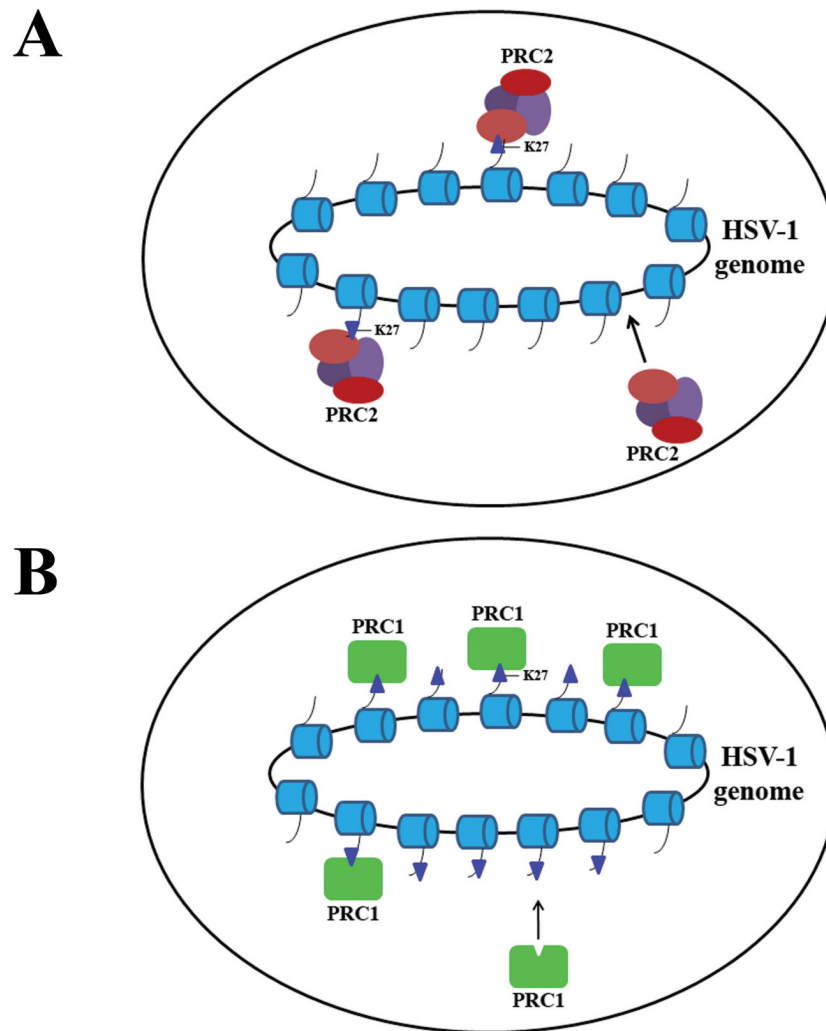 A
PRC2
K27
HSV-1
genome
K27
PRC2
PRC2
B
PRC1
PRC1
PRC1
K27
HSV-1
genome
PRC1
PRC1